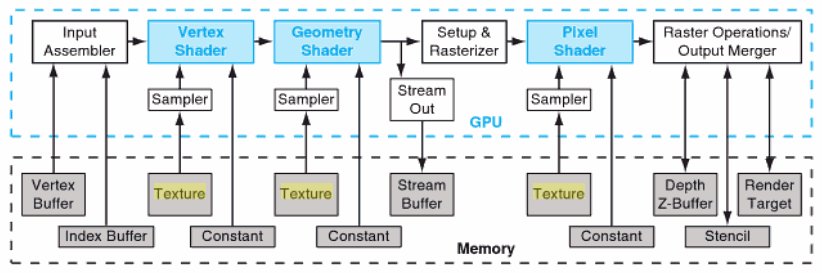 Input
Assembler
Vertex
Shader
Geometry
Shader
Setup &
Rasterizer
Pixel
Shader
Raster Operations/
Output Merger
Sampler
Sampler
Stream
Out
Sampler
GPU
Vertex
Buffer
Texture
Texture
Stream
Buffer
Texture
Depth
Z-Buffer
Render
Target
Index Buffer
Constant
Constant
Constant
Stencil
Memory